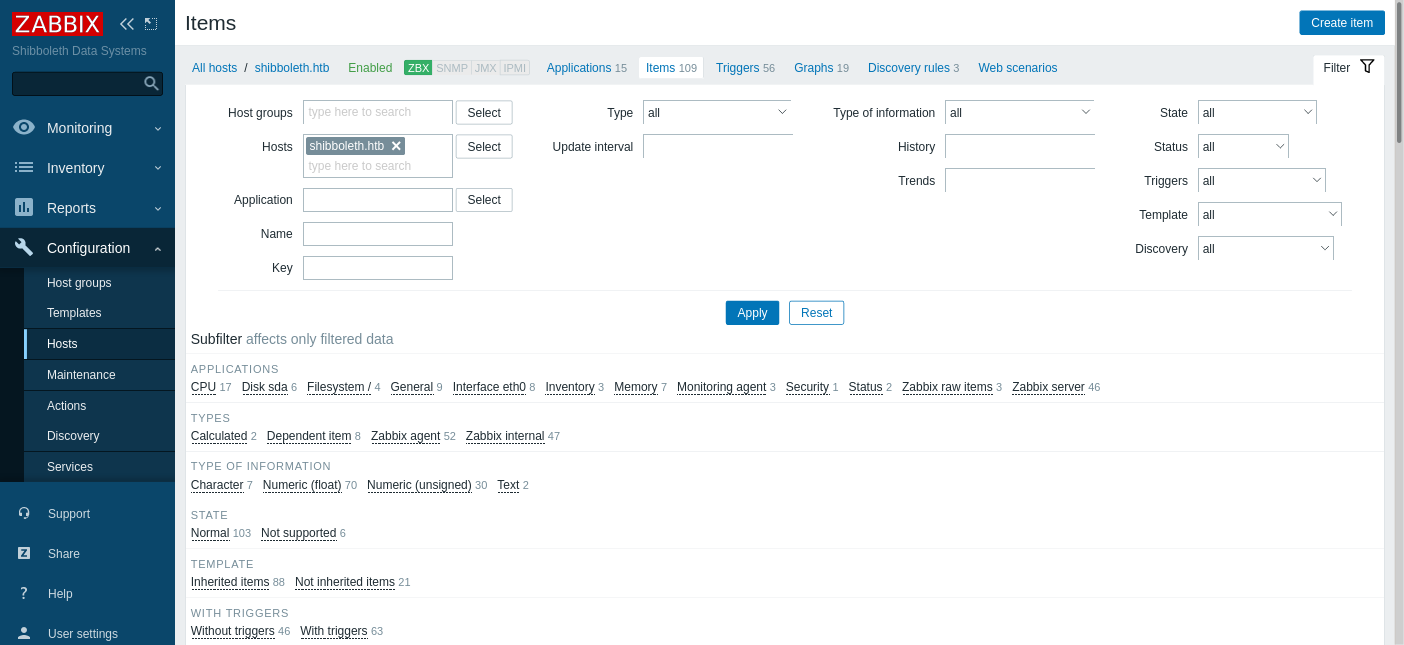 ZABBIX
Shibboleth Data Systems
Monitoring
Inventory
Reports
Configuration
Host groups
Templates
Hosts
Maintenance
Actions
Discovery
Services
Support
Z Share
? Help
User settings
Items
Create item
All hosts / shibboleth.htb Enabled ZBX SNMP JMX IPMI Applications 15 Items 109 Triggers 56 Graphs 19 Discovery rules 3 Web scenarios Filter
Host groups type here to search Select Type all Type of information all State all
Hosts shibboleth.htb Select Update interval History Status all
type here to search
Trends Triggers all
Application Select
Template all
Name
Discovery all
Key
Apply Reset
Subfilter affects only filtered data
APPLICATIONS
CPU 17 Disk sda 6 Filesystem / 4 General 9 Interface eth0 8 Inventory 3 Memory 7 Monitoring agent 3 Security 1 Status 2 Zabbix raw items 3 Zabbix server 46
TYPES
Calculated 2 Dependent item 8 Zabbix agent 52 Zabbix internal 47
TYPE OF INFORMATION
Character 7 Numeric (float) 70 Numeric (unsigned) 30 Text 2
STATE
Normal 103 Not supported 6
TEMPLATE
Inherited items 88 Not inherited items 21
WITH TRIGGERS
Without triggers 46 With triggers 63